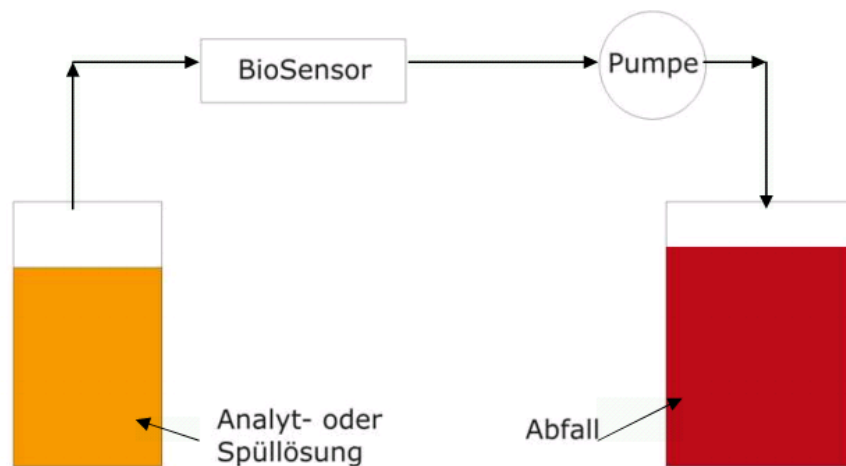 BioSensor
Pumpe
Analyt- oder
Spüllösung
Abfall